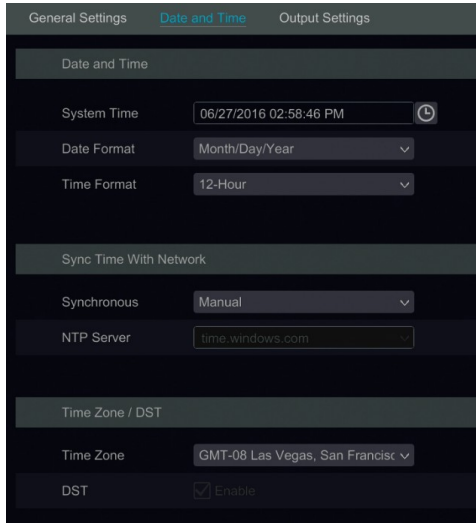 General Settings Date and Time Output Settings
Date and Time
System Time 06/27/2016 02:58:46 PM
Date Format Month/Day/Year
Time Format 12-Hour
Sync Time With Network
Synchronous Manual
NTP Server time.windows.com
Time Zone / DST
Time Zone GMT-08 Las Vegas, San Francisc
DST Enable